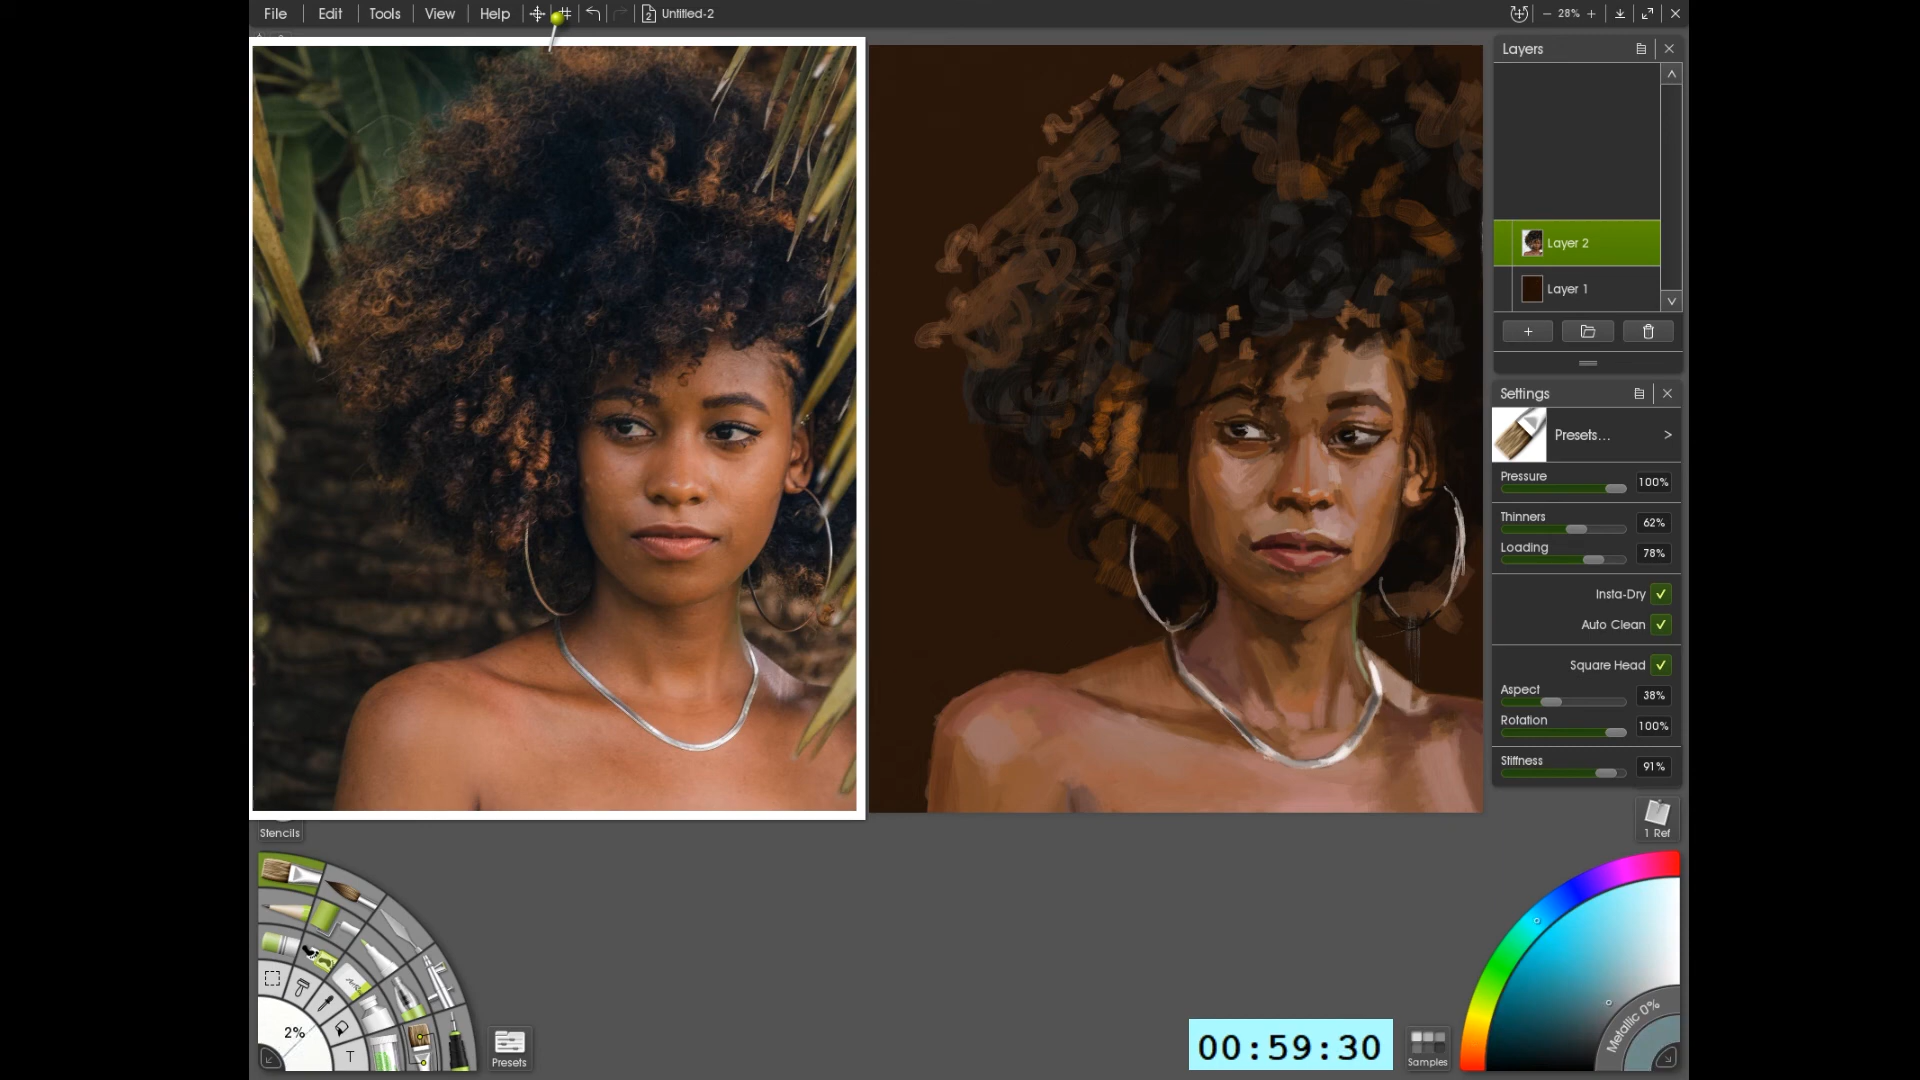 File Edit Tools View Help Untitled-2 28%
Layers
Layer 2
Layer 1
Settings
Presets...
Pressure 100%
Thinners 62%
Loading 78%
Insta-Dry
Auto Clean
Square Head
Aspect 38%
Rotation 100%
Stiffness 91%
Stencils
1 Ref
2%
T
Presets
00:59:30
Samples
Metallic 0%